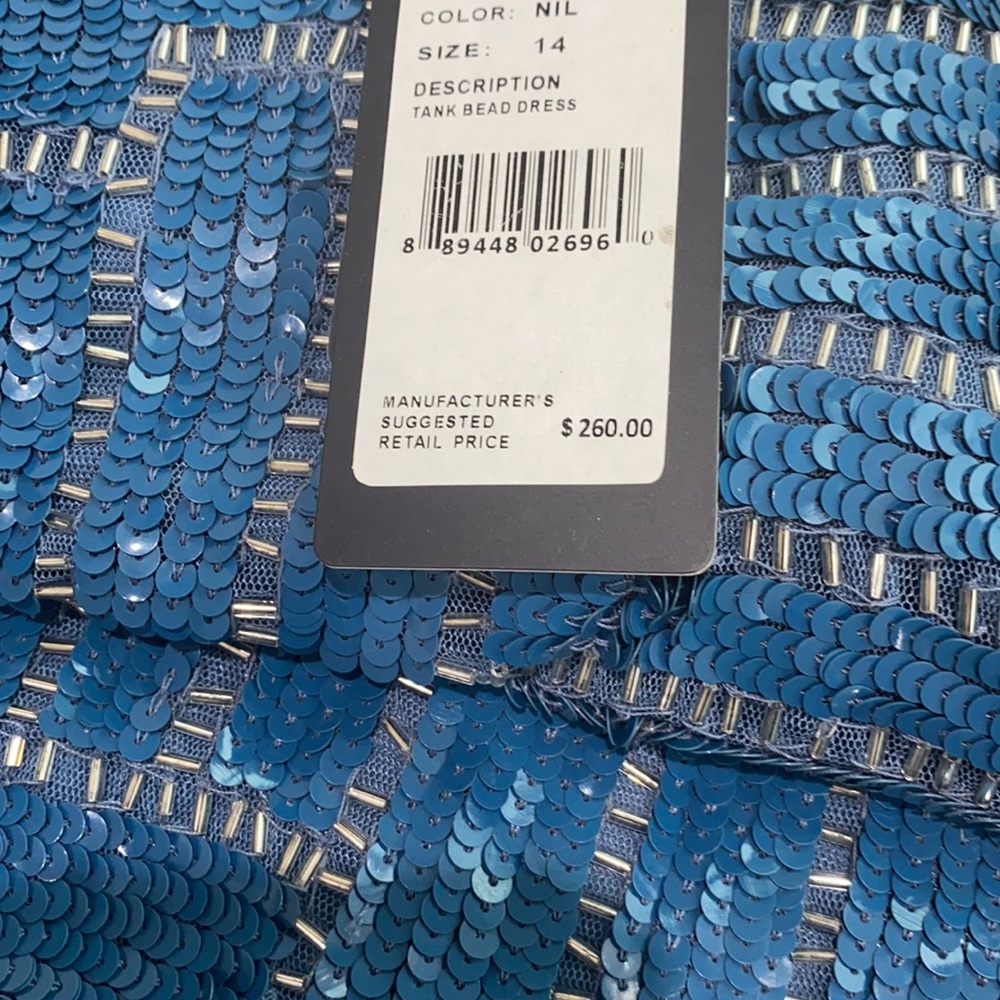 COLOR: NIL
SIZE: 14
DESCRIPTION
TANK BEAD DRESS
8 89448 02696 0
MANUFACTURER'S
SUGGESTED
RETAIL PRICE $260.00